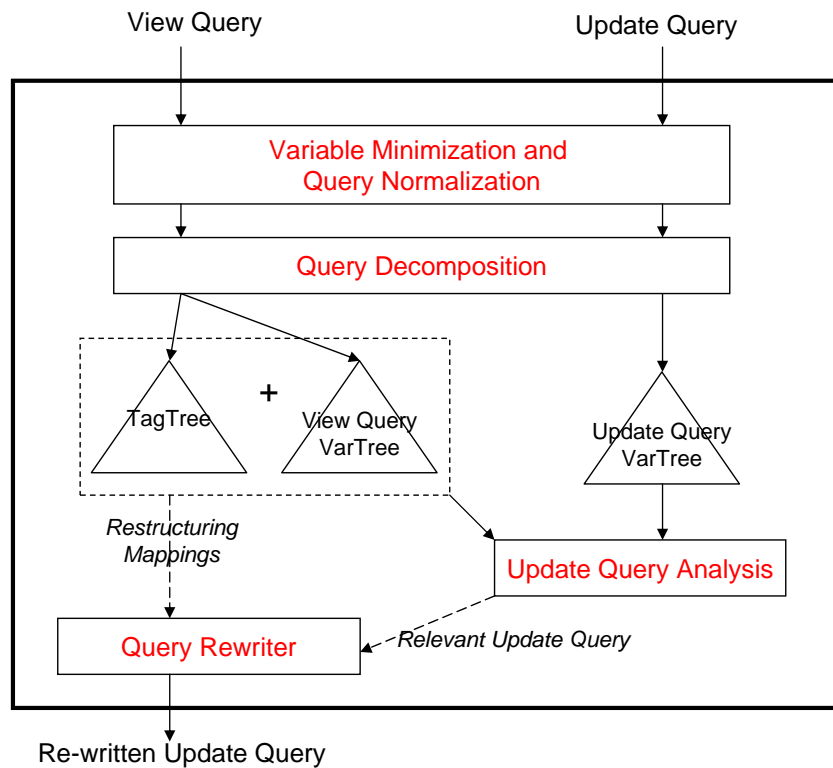 View Query
Update Query
Variable Minimization and
Query Normalization
Query Decomposition
TagTree
+
View Query
VarTree
Update Query
VarTree
Restructuring
Mappings
Update Query Analysis
Query Rewriter
Relevant Update Query
Re-written Update Query